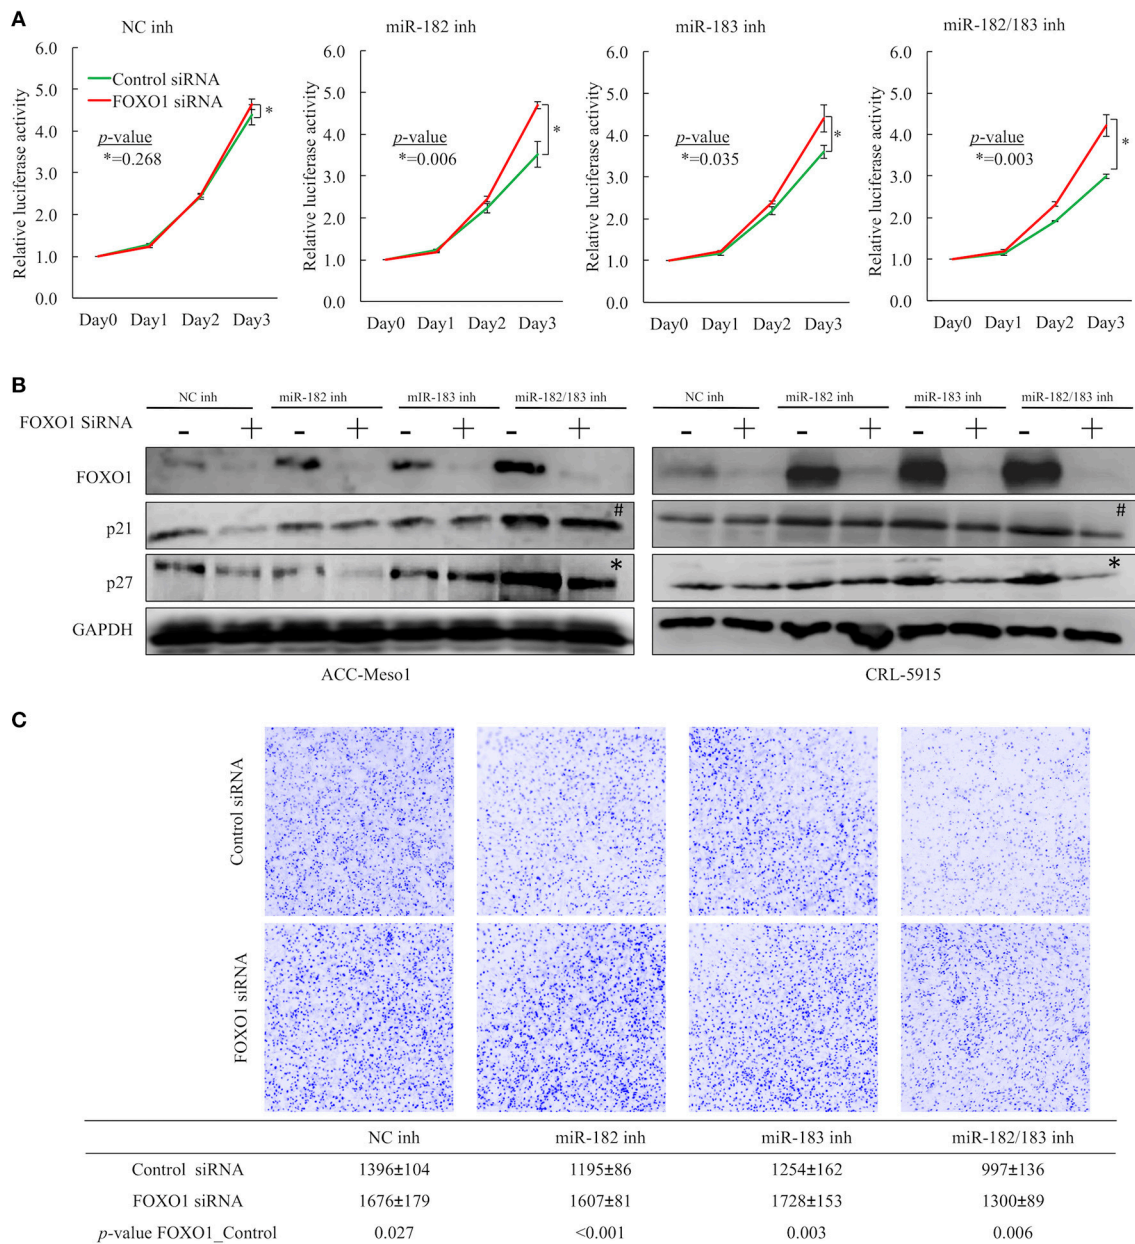 A
NC inh
miR-182 inh
miR-183 inh
miR-182/183 inh
Relative luciferase activity
6.0
5.0
4.0
3.0
2.0
1.0
0.0
Control siRNA
FOXO1 siRNA
p-value
*=0.268
*
Day0 Day1 Day2 Day3
Relative luciferase activity
6.0
5.0
4.0
3.0
2.0
1.0
0.0
p-value
*=0.006
*
Day0 Day1 Day2 Day3
Relative luciferase activity
6.0
5.0
4.0
3.0
2.0
1.0
0.0
p-value
*=0.035
*
Day0 Day1 Day2 Day3
Relative luciferase activity
6.0
5.0
4.0
3.0
2.0
1.0
0.0
p-value
*=0.003
*
Day0 Day1 Day2 Day3
B
NC inh miR-182 inh mIR-183 inh miR-182/183 inh NC inh miR-182 inh miR-183 inh miR-182/183 inh
FOXO1 SiRNA - + - + - + - + - + - + - + - +
FOXO1
p21 # #
p27 * *
GAPDH
ACC-Meso1 CRL-5915
C
Control siRNA
FOXO1 siRNA
NC inh miR-182 inh miR-183 inh miR-182/183 inh
Control siRNA 1396±104 1195±86 1254±162 997±136
FOXO1 siRNA 1676±179 1607±81 1728±153 1300±89
p-value FOXO1_Control 0.027 <0.001 0.003 0.006